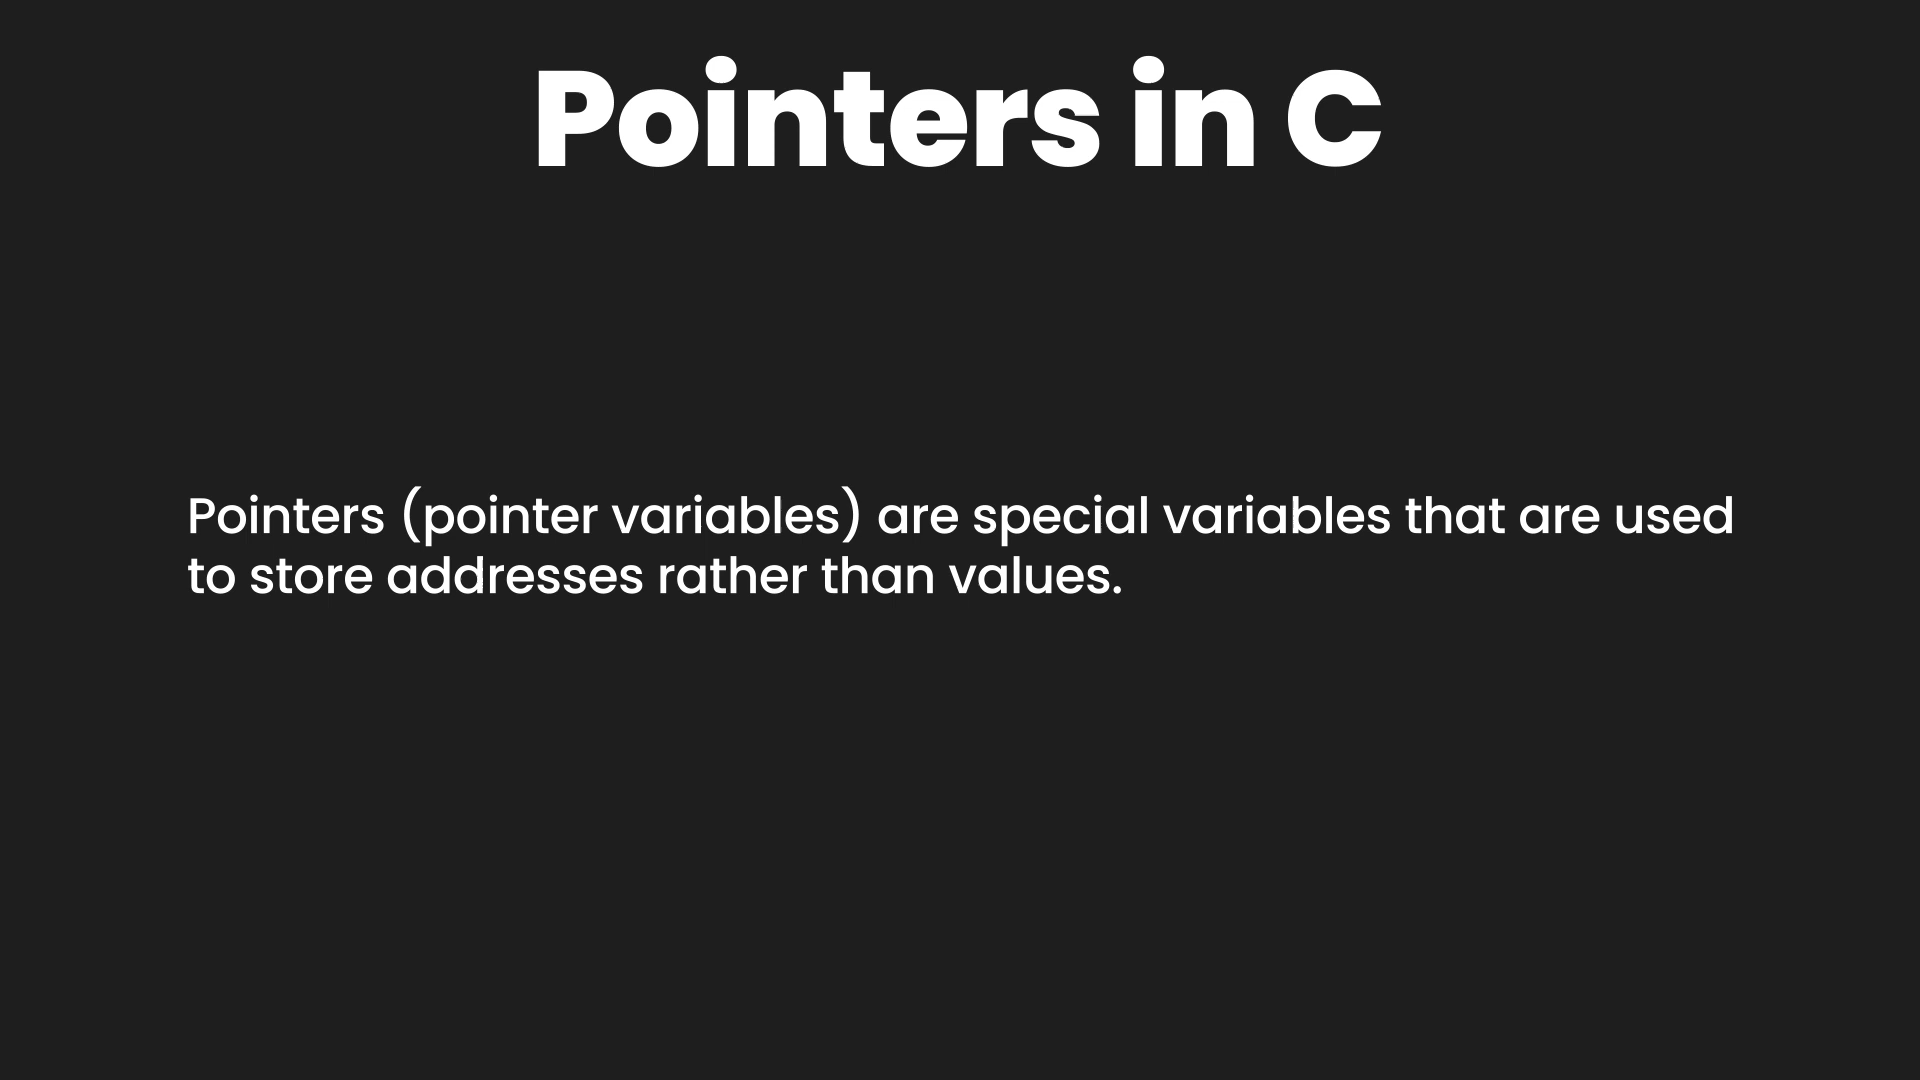 Pointers in C
Pointers (pointer variables) are special variables that are used
to store addresses rather than values.